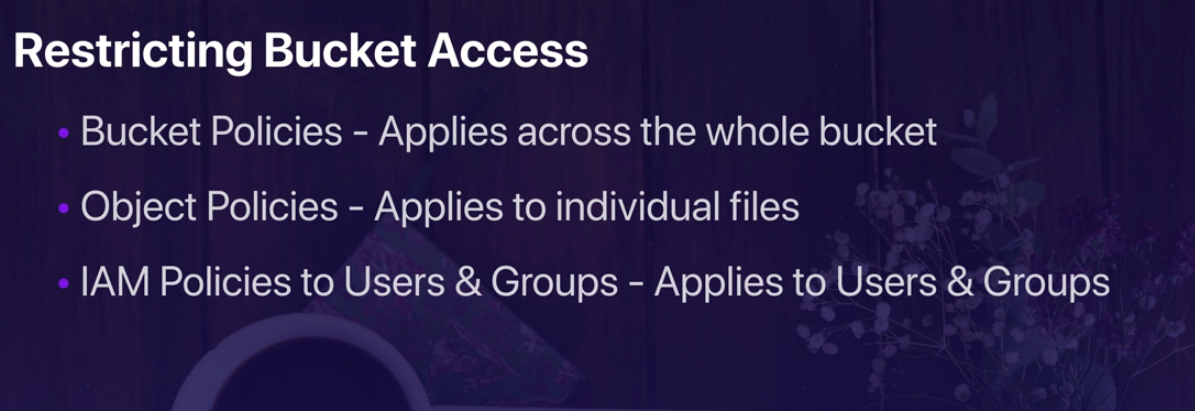 Restricting Bucket Access
• Bucket Policies - Applies across the whole bucket
• Object Policies - Applies to individual files
• IAM Policies to Users & Groups - Applies to Users & Groups